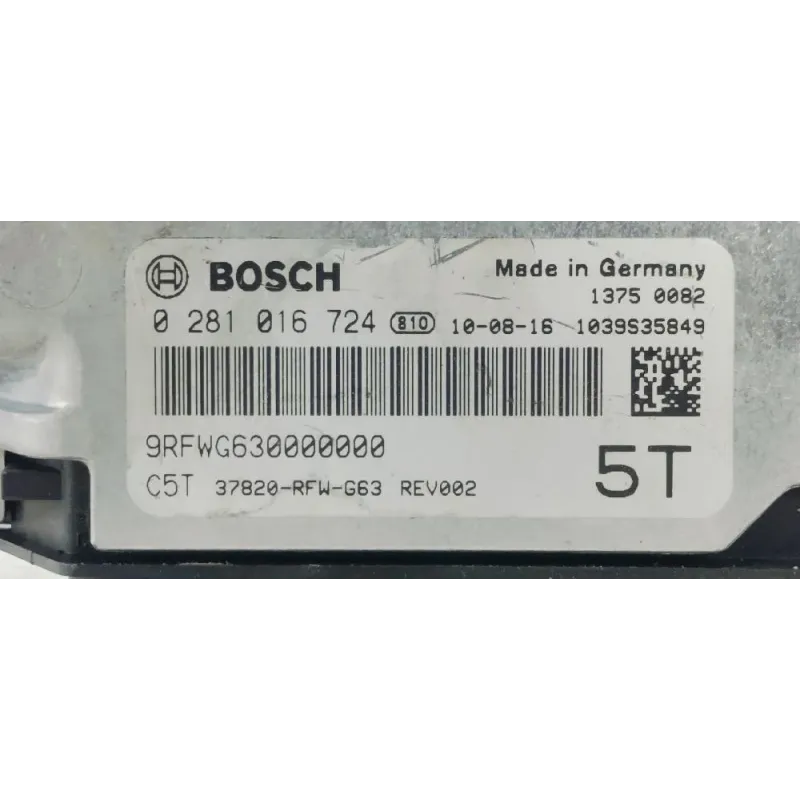 BOSCH
Made in Germany
1375 0082
0 281 016 724 810 10-08-16 1039S35849
9RFWG630000000
C5T 37820-RFW-G63 REV002
5T